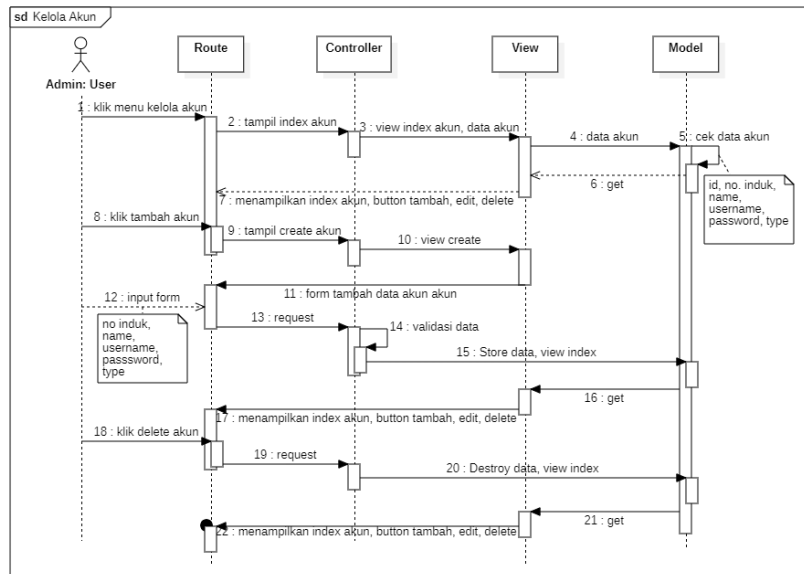 sd Kelola Akun
Route
Controller
View
Model
Admin: User
1 : klik menu kelola akun
2 : tampil index akun
3 : view index akun, data akun
4 : data akun
5 : cek data akun
6 : get
id, no. induk,
name,
username,
password, type
7 : menampilkan index akun, button tambah, edit, delete
8 : klik tambah akun
9 : tampil create akun
10 : view create
11 : form tambah data akun akun
12 : input form
no induk,
name,
username,
passsword,
type
13 : request
14 : validasi data
15 : Store data, view index
16 : get
17 : menampilkan index akun, button tambah, edit, delete
18 : klik delete akun
19 : request
20 : Destroy data, view index
21 : get
22 : menampilkan index akun, button tambah, edit, delete